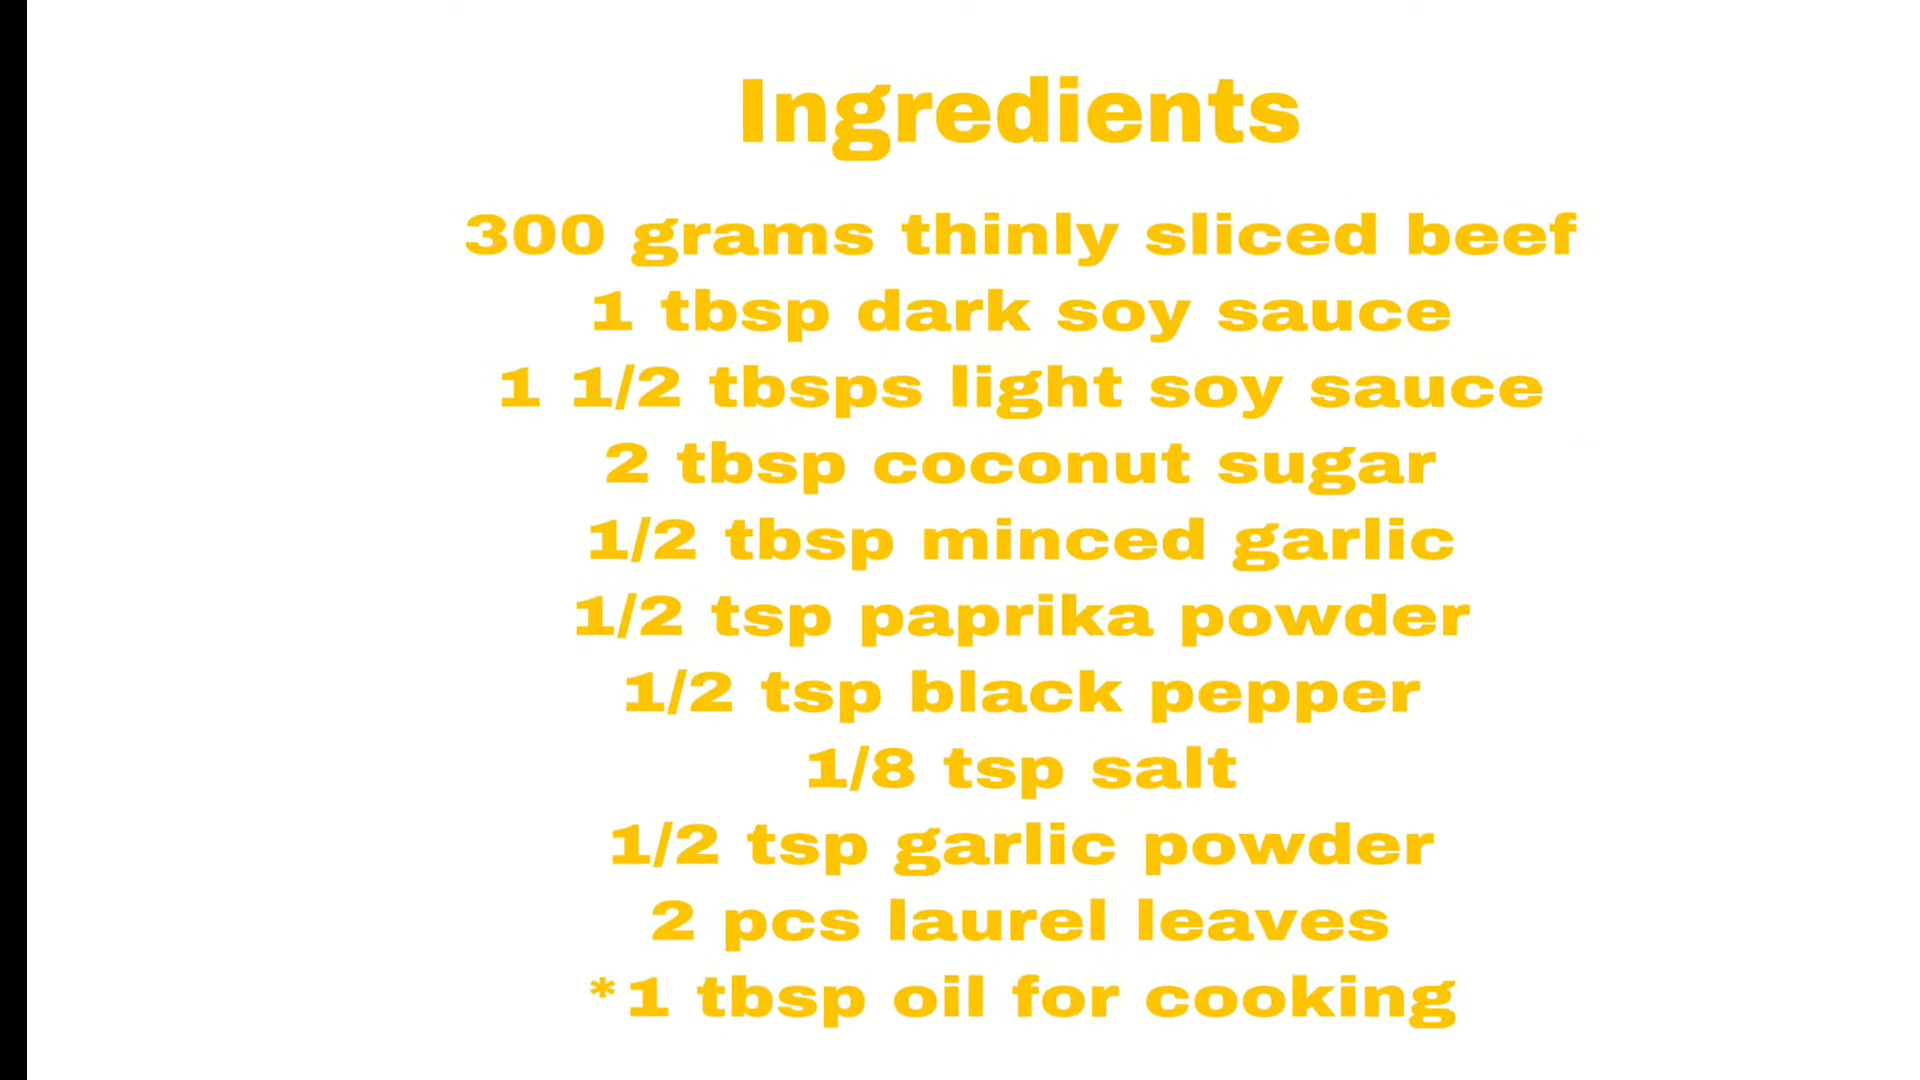 Ingredients
300 grams thinly sliced beef
1 tbsp dark soy sauce
1 1/2 tbsps light soy sauce
2 tbsp coconut sugar
1/2 tbsp minced garlic
1/2 tsp paprika powder
1/2 tsp black pepper
1/8 tsp salt
1/2 tsp garlic powder
2 pcs laurel leaves
*1 tbsp oil for cooking